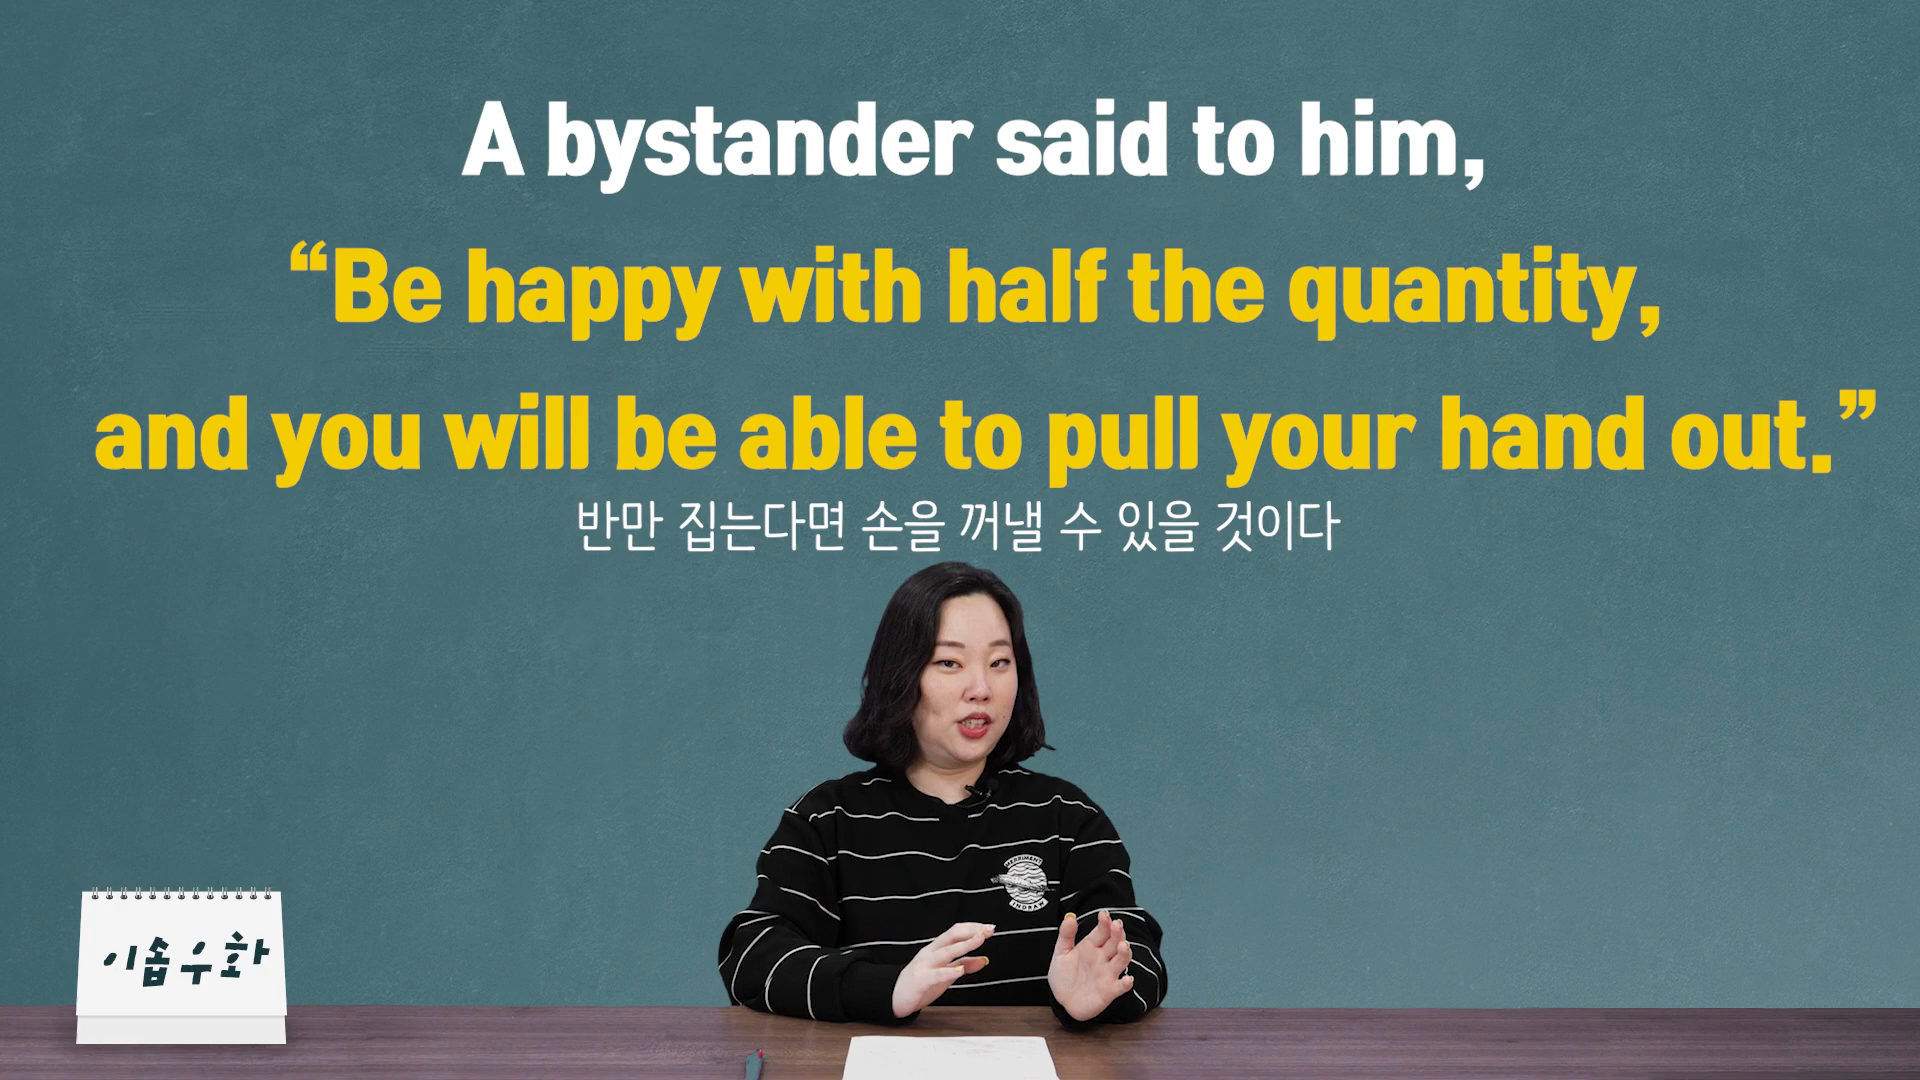 A bystander said to him,
“Be happy with half the quantity,
and you will be able to pull your hand out.”
반만 집는다면 손을 꺼낼 수 있을 것이다
MERRIMENT
INDRAW
이솝우화